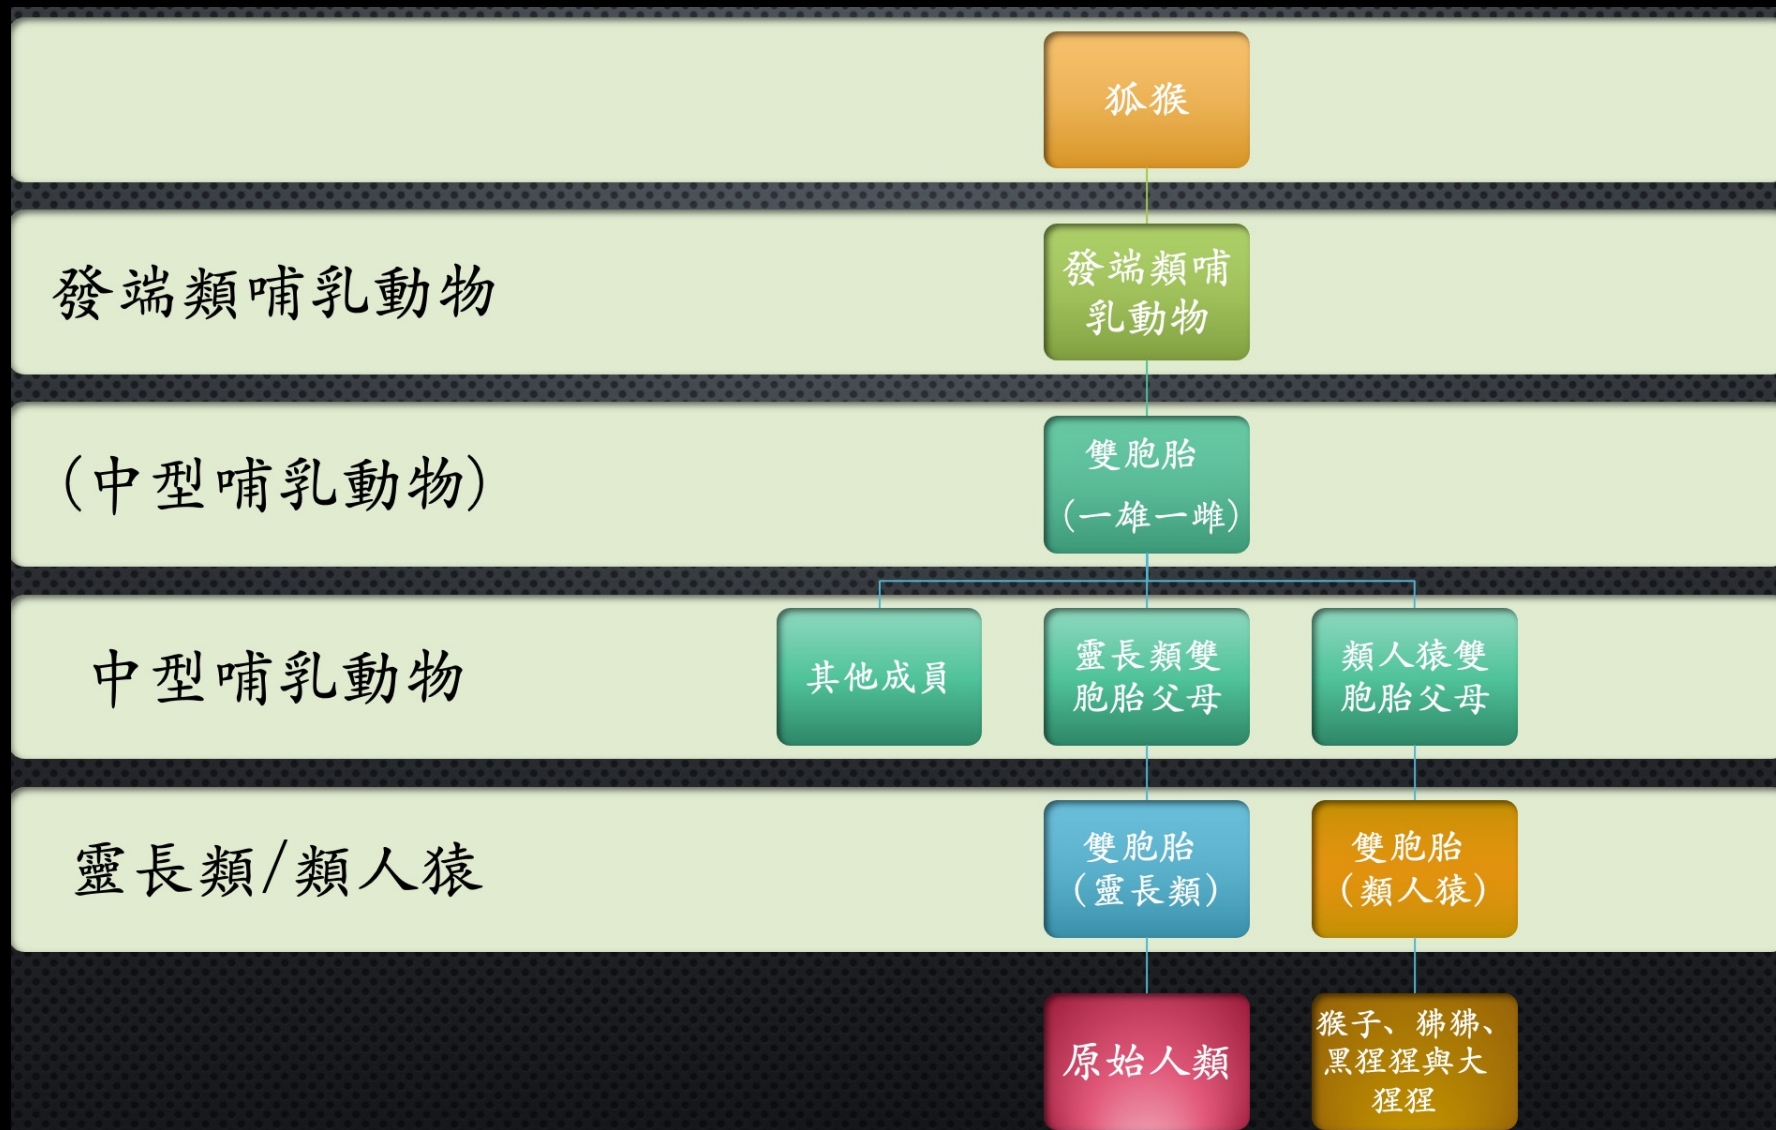 狐猴
發端類哺乳動物
發端類哺
乳動物
(中型哺乳動物)
雙胞胎
(一雄一雌)
中型哺乳動物
其他成員
靈長類雙
胞胎父母
類人猿雙
胞胎父母
靈長類/類人猿
雙胞胎
(靈長類)
雙胞胎
(類人猿)
原始人類
猴子、狒狒、
黑猩猩與大
猩猩